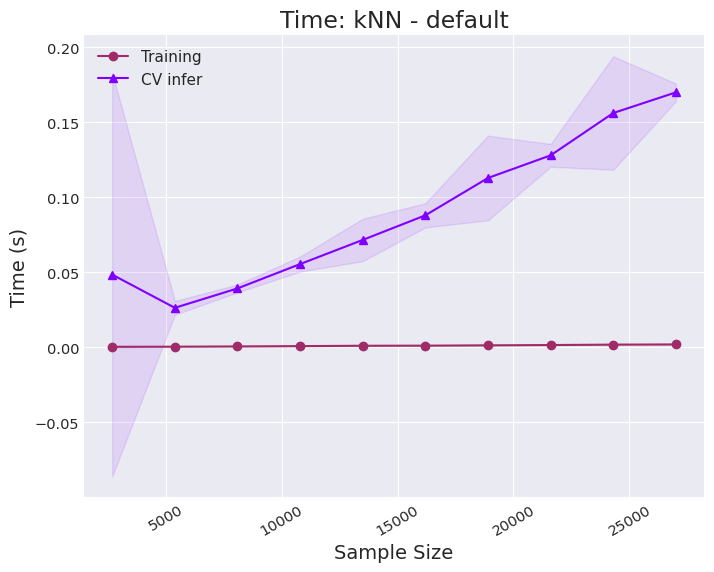 Time: kNN - default
Training
CV infer
0.20
0.15
0.10
0.05
0.00
−0.05
Time (s)
5000
10000
15000
20000
25000
Sample Size